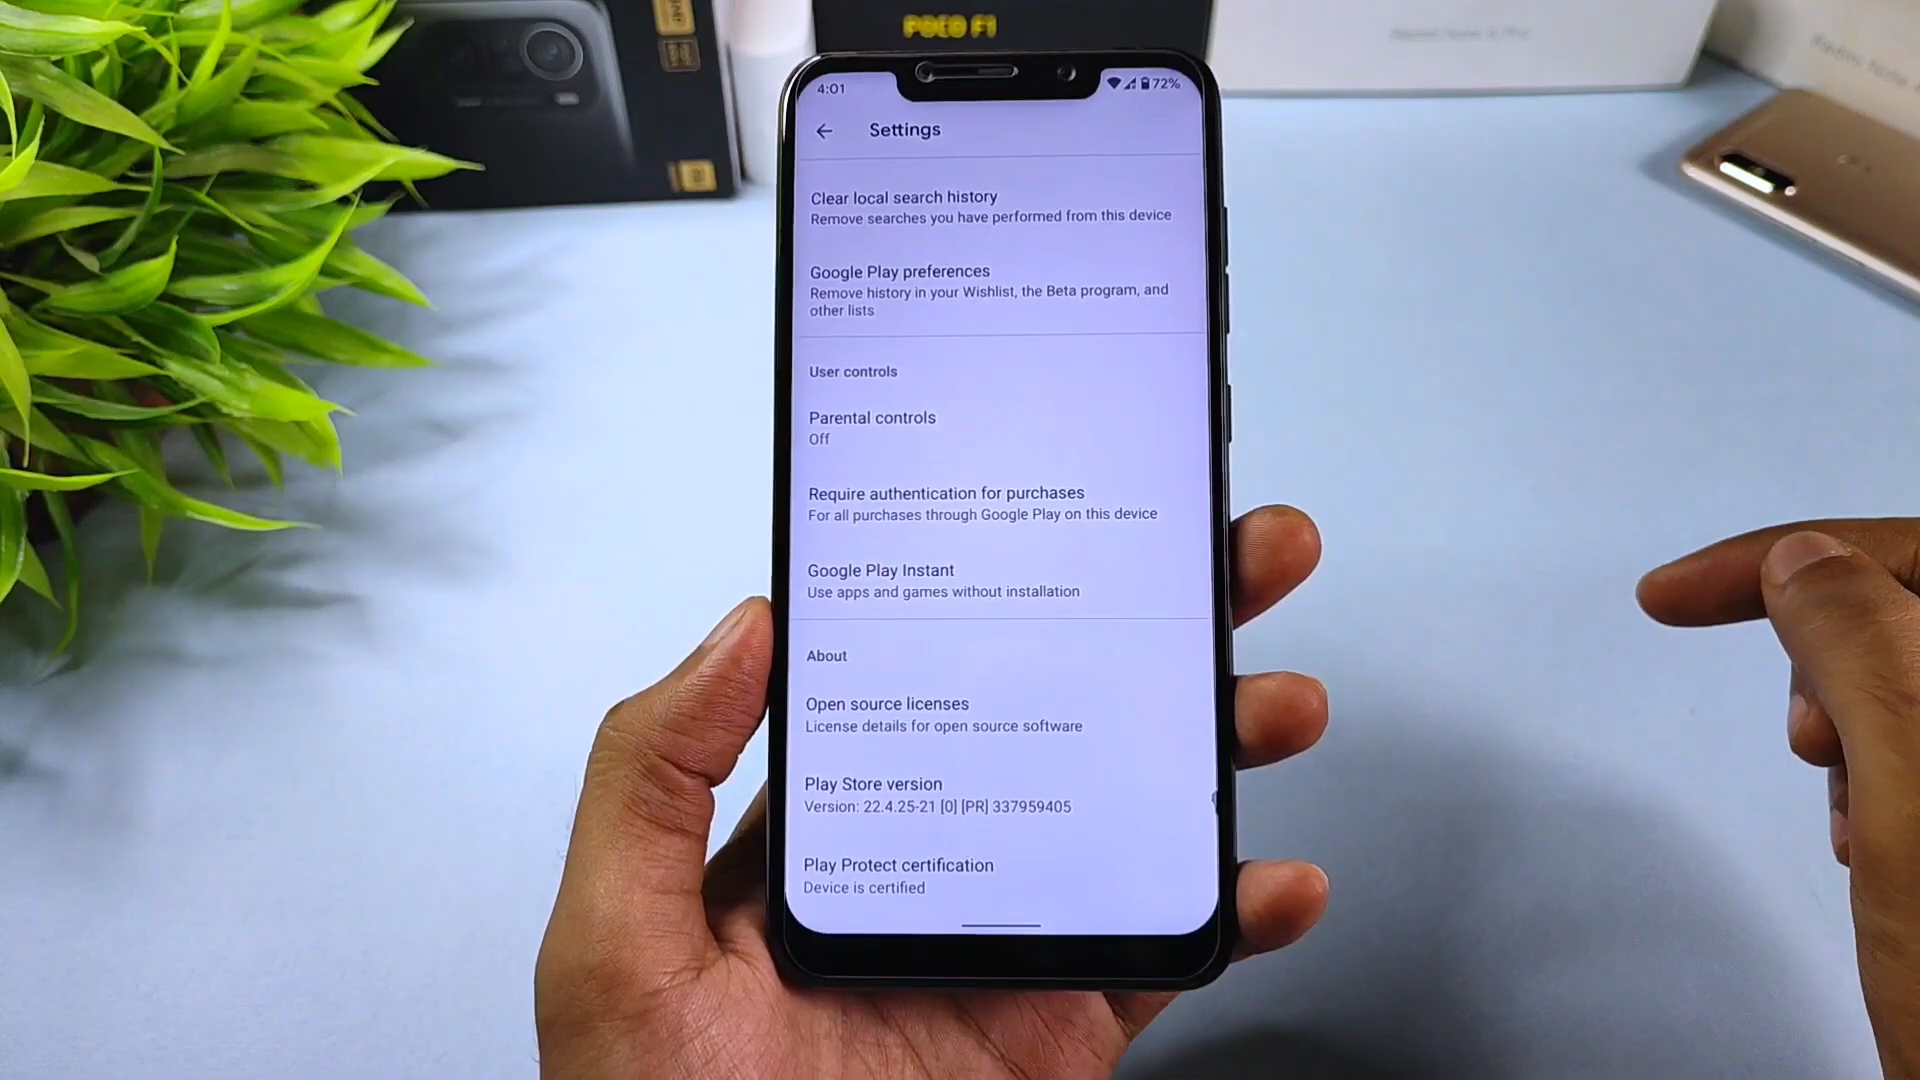 POCO F1
4:01
72%
Settings
Clear local search history
Remove searches you have performed from this device
Google Play preferences
Remove history in your Wishlist, the Beta program, and
other lists
User controls
Parental controls
Off
Require authentication for purchases
For all purchases through Google Play on this device
Google Play Instant
Use apps and games without installation
About
Open source licenses
License details for open source software
Play Store version
Version: 22.4.25-21 [0] [PR] 337959405
Play Protect certification
Device is certified